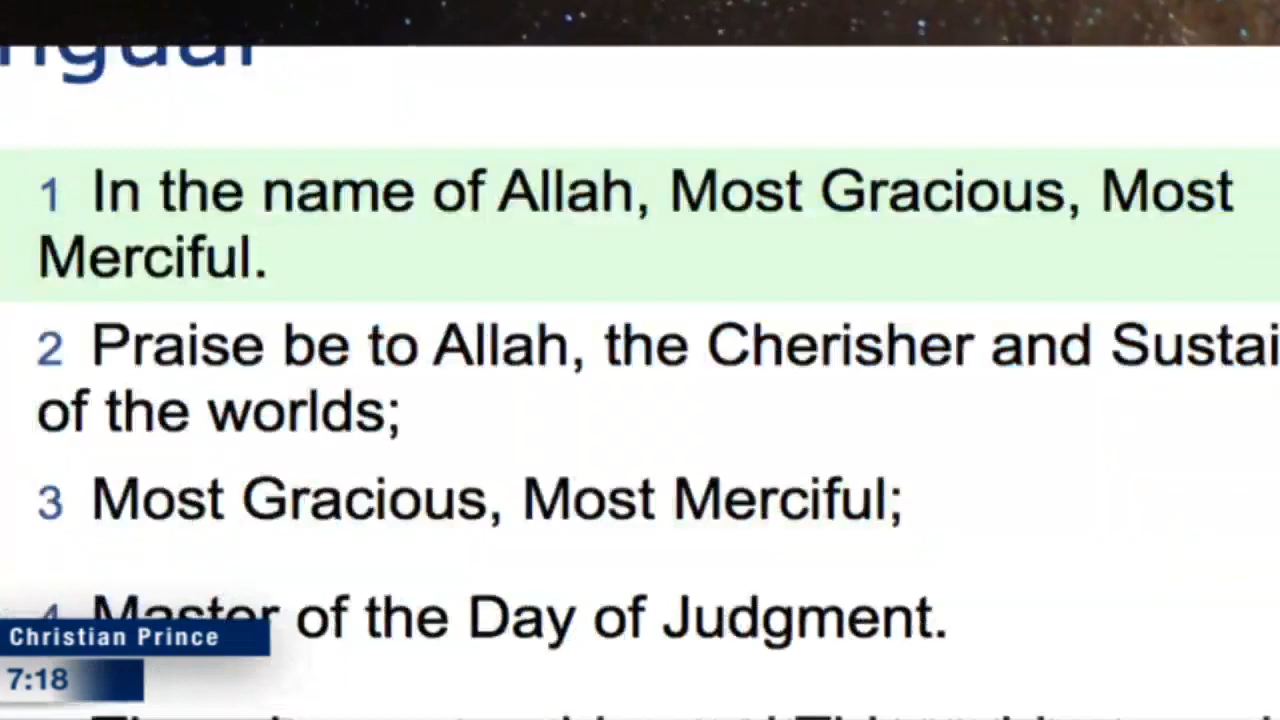 1 In the name of Allah, Most Gracious, Most
Merciful.
2 Praise be to Allah, the Cherisher and
of the worlds;
3 Most Gracious, Most Merciful;
4 Master of the Day of Judgment.
Christian Prince
7:18